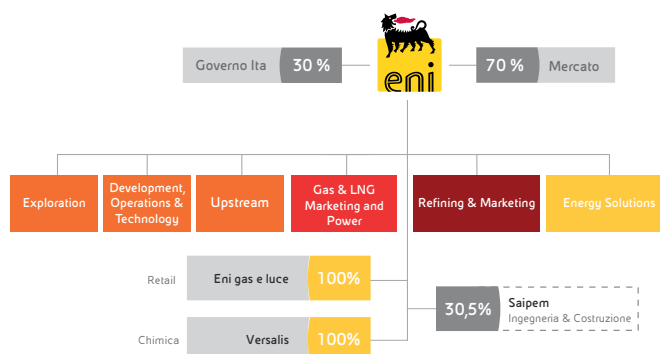 Governo Ita 30 %
eni
70 % Mercato
Exploration
Development,
Operations &
Technology
Upstream
Gas & LNG
Marketing and
Power
Refining & Marketing
Energy Solutions
Retail
Eni gas e luce
100%
30,5%
Saipem
Ingegneria & Costruzione
Chimica
Versalis
100%